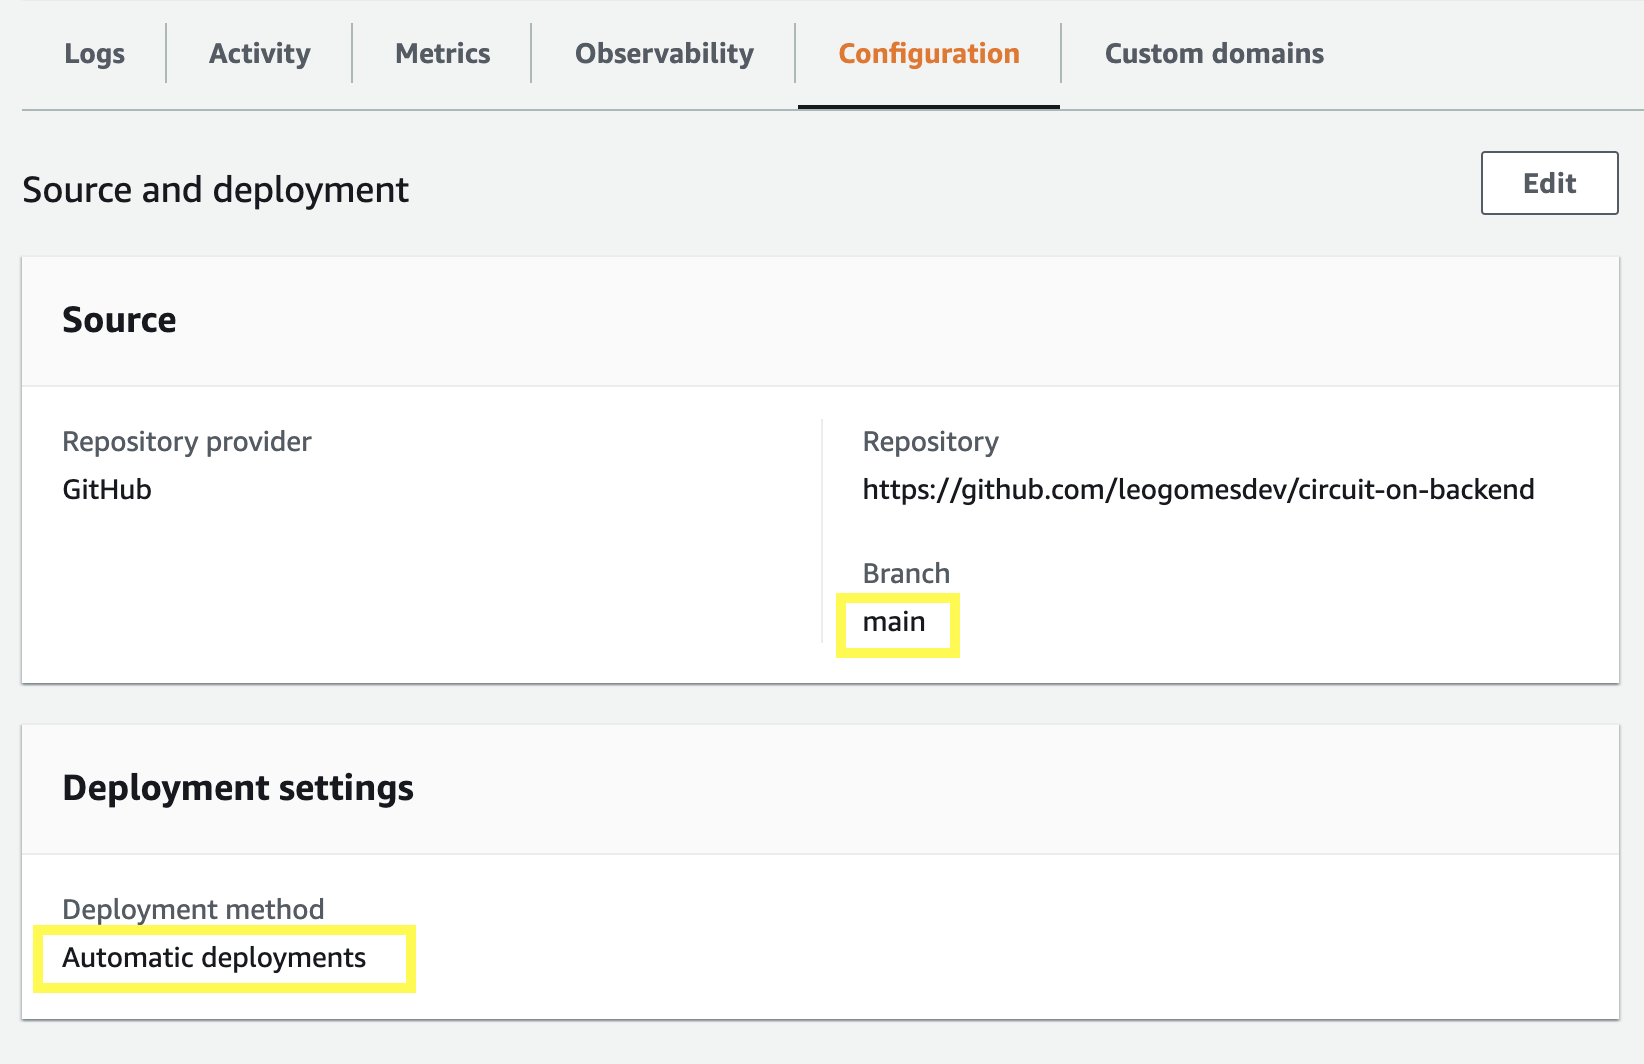 Logs Activity Metrics Observability Configuration Custom domains
Source and deployment
Edit
Source
Repository provider
GitHub
Repository
https://github.com/leogomesdev/circuit-on-backend
Branch
main
Deployment settings
Deployment method
Automatic deployments